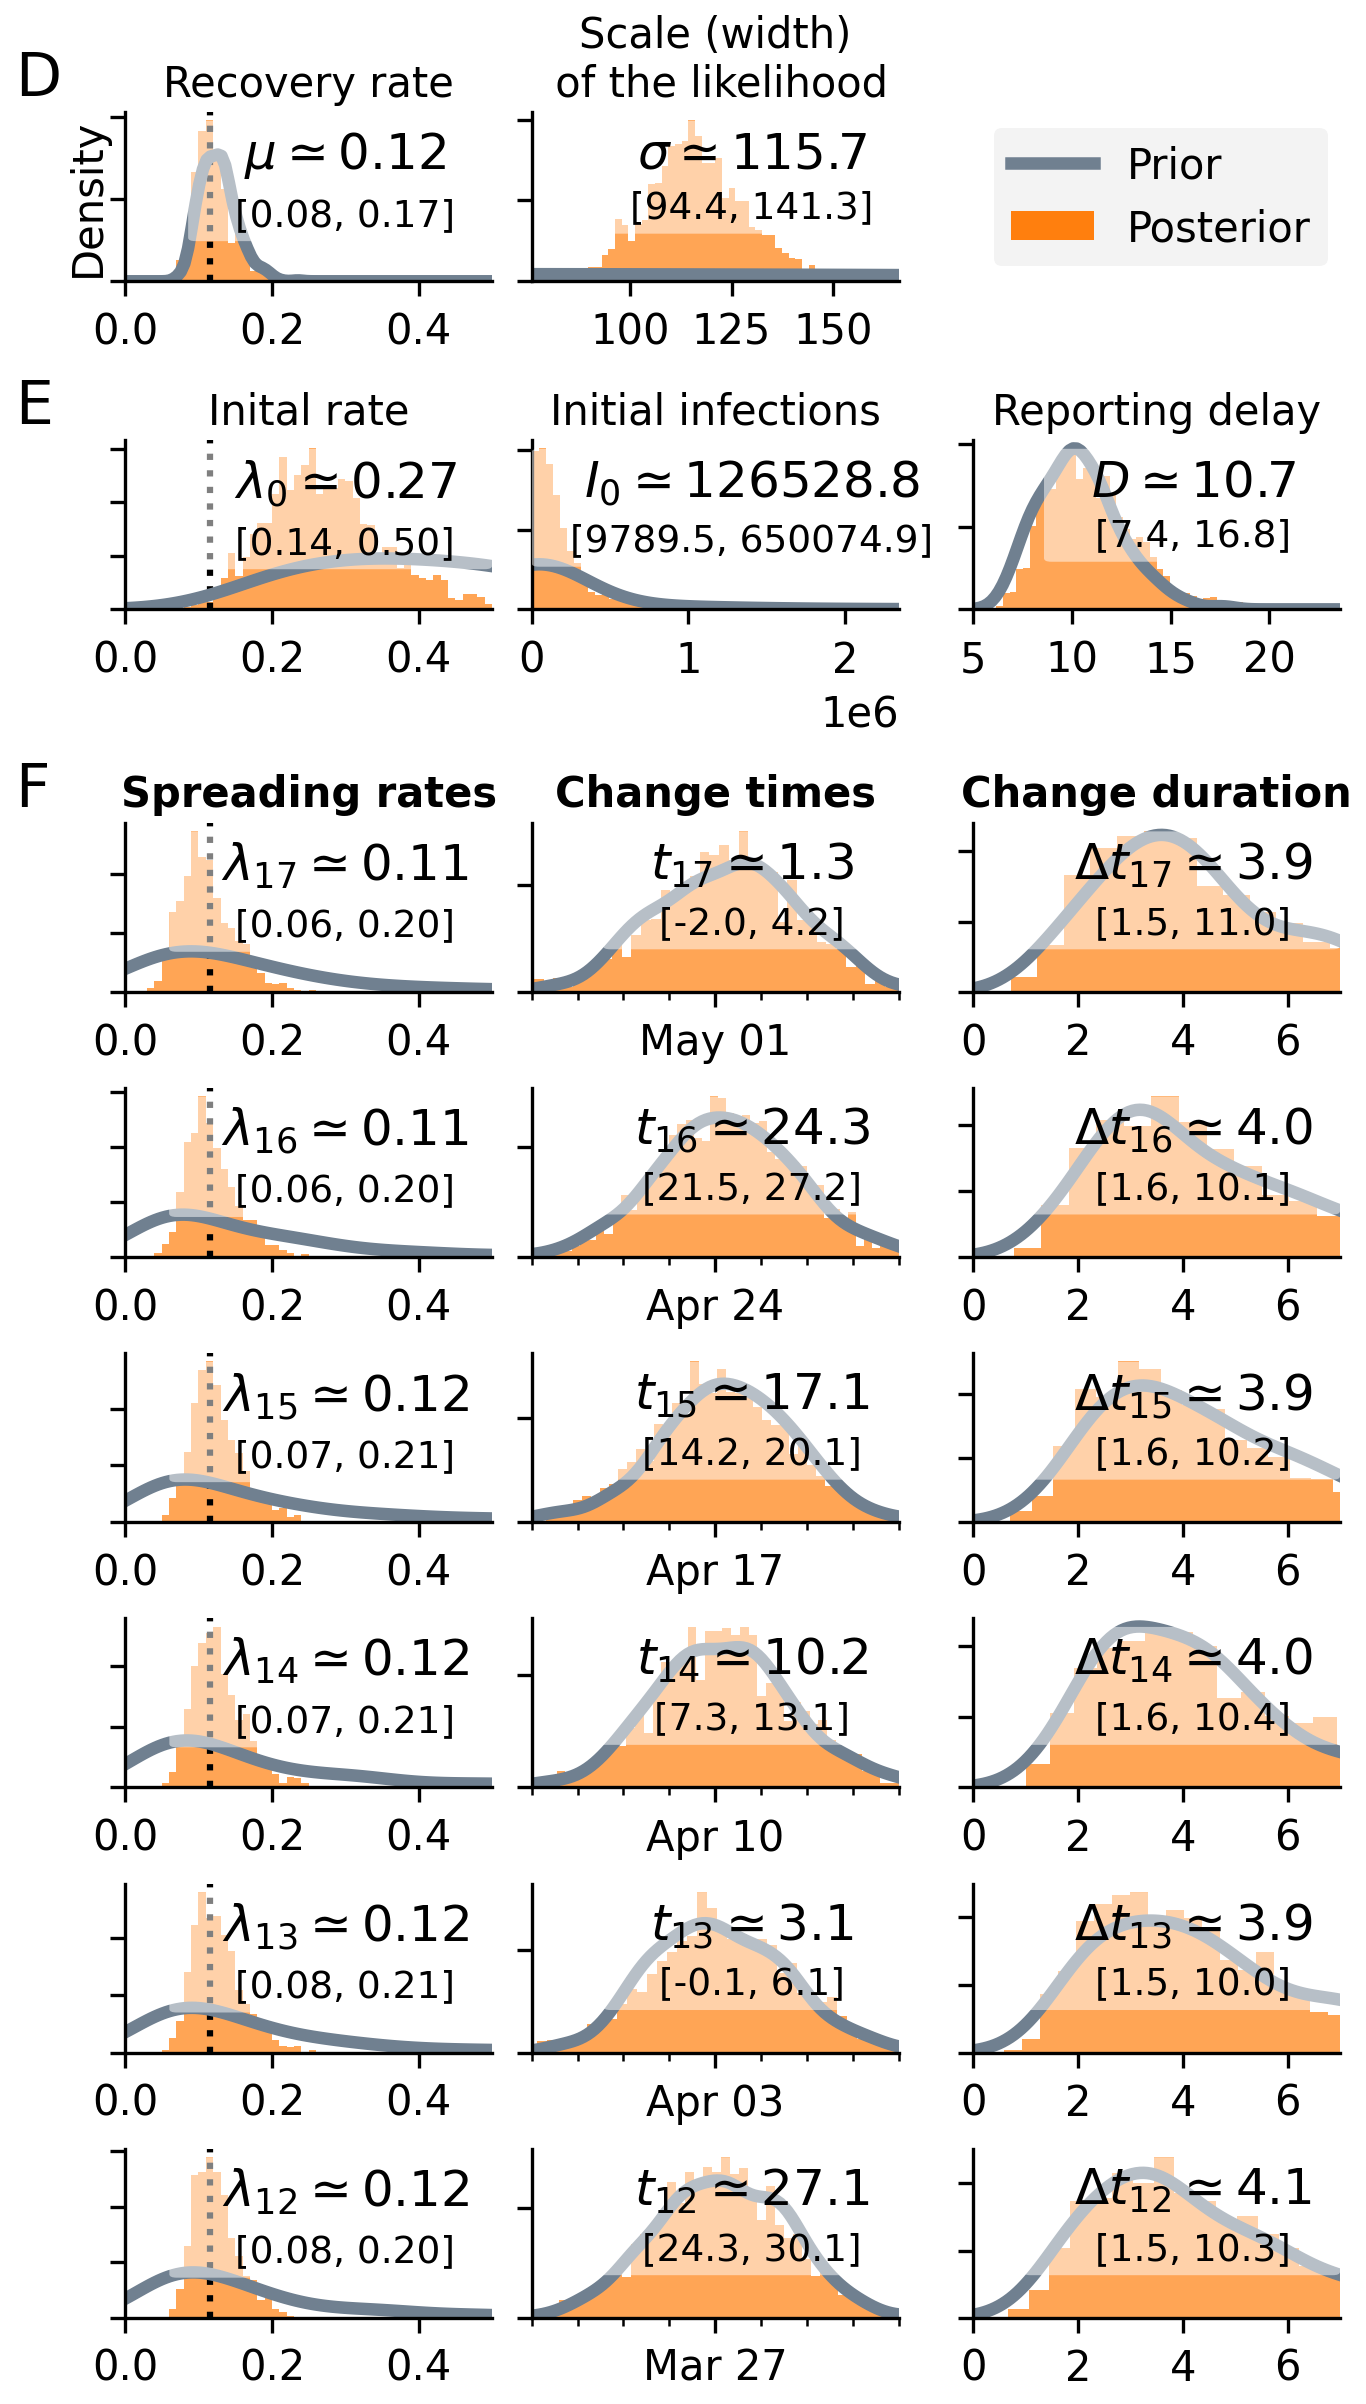 D
Recovery rate
Scale (width)
of the likelihood
Density
μ ≃ 0.12
[0.08, 0.17]
σ ≃ 115.7
[94.4, 141.3]
Prior
Posterior
0.0 0.2 0.4
100 125 150
E
Inital rate
Initial infections
Reporting delay
λ0 ≃ 0.27
[0.14, 0.50]
I0 ≃ 126528.8
[9789.5, 650074.9]
D ≃ 10.7
[7.4, 16.8]
0.0 0.2 0.4
0 1 2
1e6
5 10 15 20
F
Spreading rates
Change times
Change duration
λ17 ≃ 0.11
[0.06, 0.20]
t17 ≃ 1.3
[-2.0, 4.2]
Δt17 ≃ 3.9
[1.5, 11.0]
0.0 0.2 0.4
May 01
0 2 4 6
λ16 ≃ 0.11
[0.06, 0.20]
t16 ≃ 24.3
[21.5, 27.2]
Δt16 ≃ 4.0
[1.6, 10.1]
0.0 0.2 0.4
Apr 24
0 2 4 6
λ15 ≃ 0.12
[0.07, 0.21]
t15 ≃ 17.1
[14.2, 20.1]
Δt15 ≃ 3.9
[1.6, 10.2]
0.0 0.2 0.4
Apr 17
0 2 4 6
λ14 ≃ 0.12
[0.07, 0.21]
t14 ≃ 10.2
[7.3, 13.1]
Δt14 ≃ 4.0
[1.6, 10.4]
0.0 0.2 0.4
Apr 10
0 2 4 6
λ13 ≃ 0.12
[0.08, 0.21]
t13 ≃ 3.1
[-0.1, 6.1]
Δt13 ≃ 3.9
[1.5, 10.0]
0.0 0.2 0.4
Apr 03
0 2 4 6
λ12 ≃ 0.12
[0.08, 0.20]
t12 ≃ 27.1
[24.3, 30.1]
Δt12 ≃ 4.1
[1.5, 10.3]
0.0 0.2 0.4
Mar 27
0 2 4 6